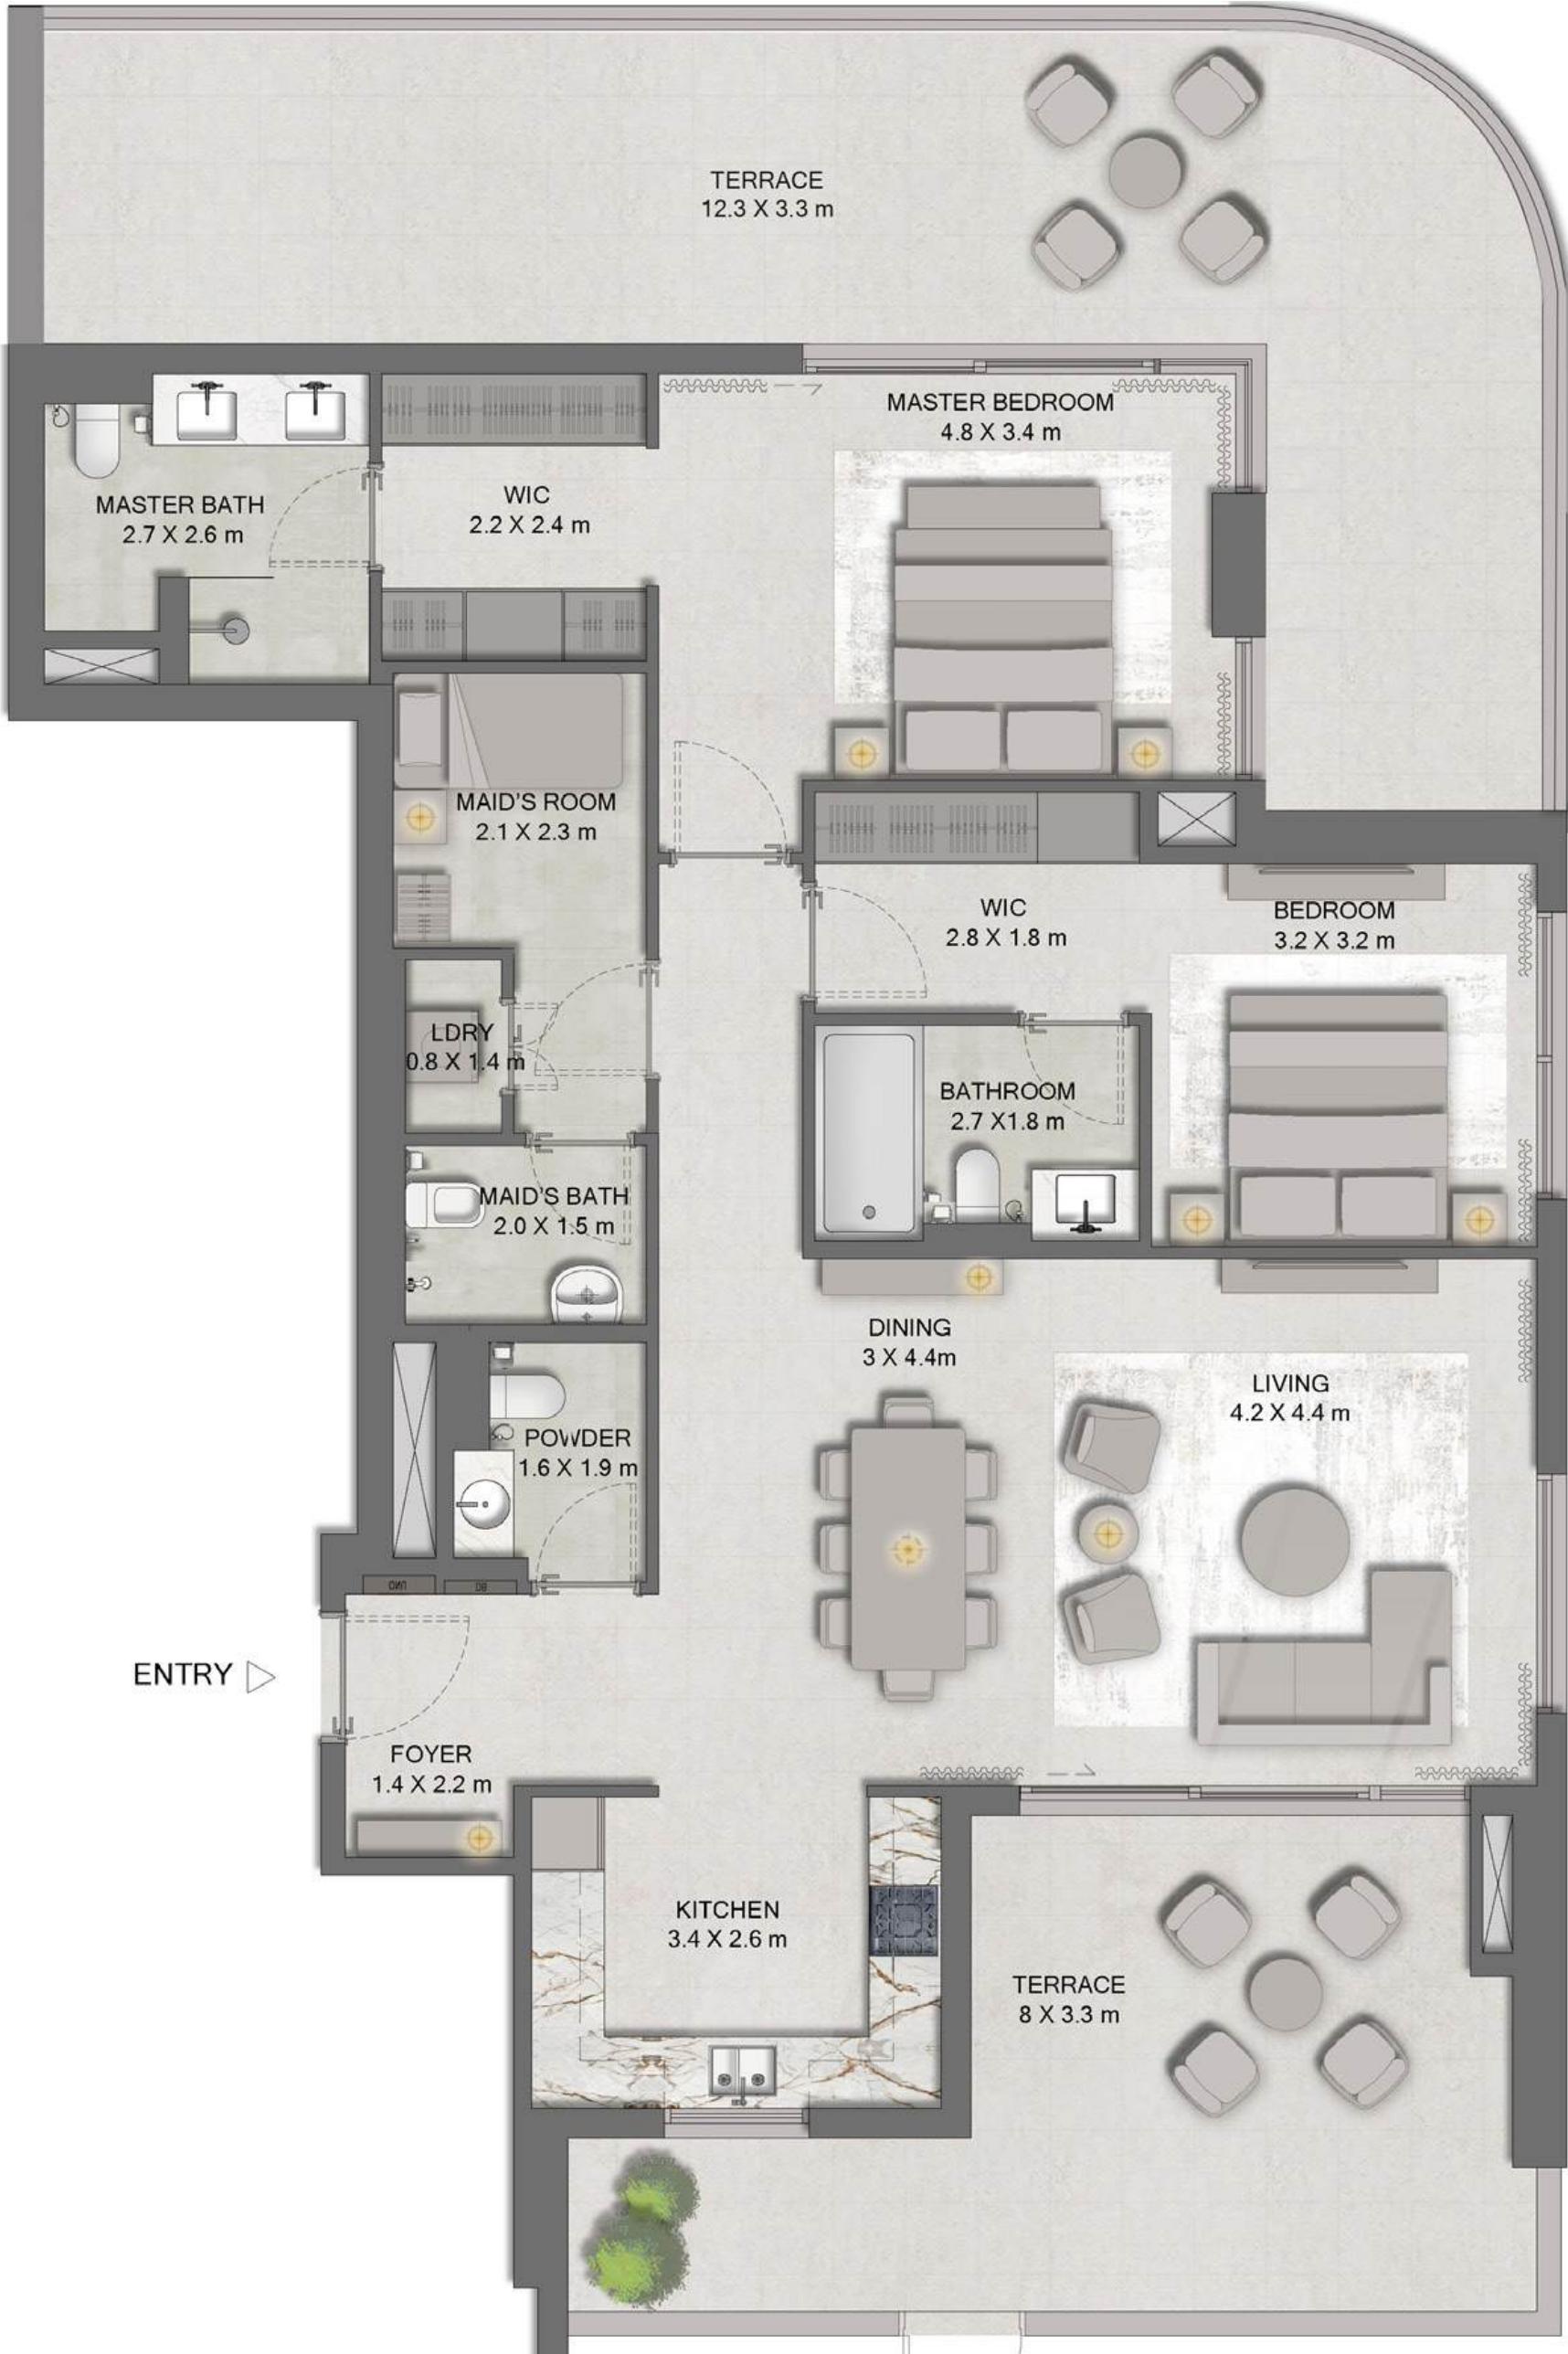 TERRACE
12.3 X 3.3 m
MASTER BEDROOM
4.8 X 3.4 m
WIC
2.2 X 2.4 m
MASTER BATH
2.7 X 2.6 m
MAID'S ROOM
2.1 X 2.3 m
WIC
2.8 X 1.8 m
BEDROOM
3.2 X 3.2 m
LDRY
0.8 X 1.4 m
BATHROOM
2.7 X1.8 m
MAID'S BATH
2.0 X 1.5 m
DINING
3 X 4.4m
LIVING
4.2 X 4.4 m
POWDER
1.6 X 1.9 m
ENTRY
FOYER
1.4 X 2.2 m
KITCHEN
3.4 X 2.6 m
TERRACE
8 X 3.3 m